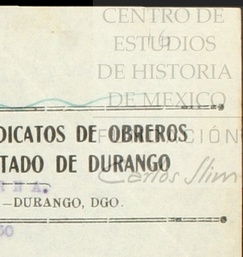 CENTRO DE
ESTUDIOS
DE HISTORIA
DE MEXICO
DICATOS DE OBREROS
FUNDACIÓN
TADO DE DURANGO
Carlos Slim
—DURANGO, DGO.